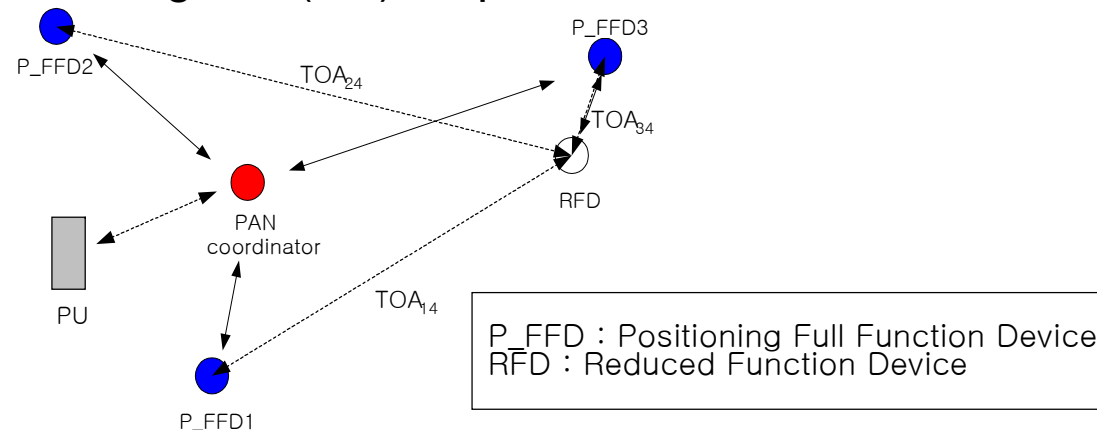 P_FFD3
P_FFD2
TOA24
TOA34
RFD
PAN
coordinator
TOA14
PU
P_FFD : Positioning Full Function Device
RFD : Reduced Function Device
P_FFD1